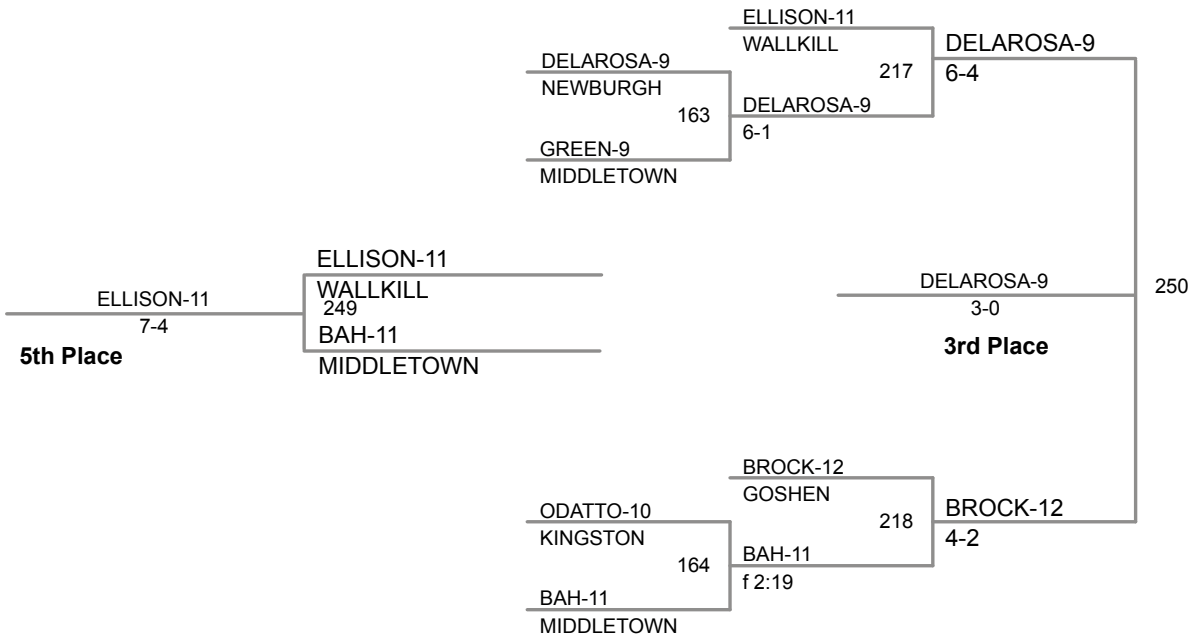 ELLISON-11
WALLKILL
217
DELAROSA-9
6-4
DELAROSA-9
NEWBURGH
163
DELAROSA-9
6-1
GREEN-9
MIDDLETOWN
ELLISON-11
WALLKILL
249
BAH-11
MIDDLETOWN
ELLISON-11
7-4
5th Place
DELAROSA-9
3-0
3rd Place
250
BROCK-12
GOSHEN
218
BROCK-12
4-2
ODATTO-10
KINGSTON
164
BAH-11
f 2:19
BAH-11
MIDDLETOWN